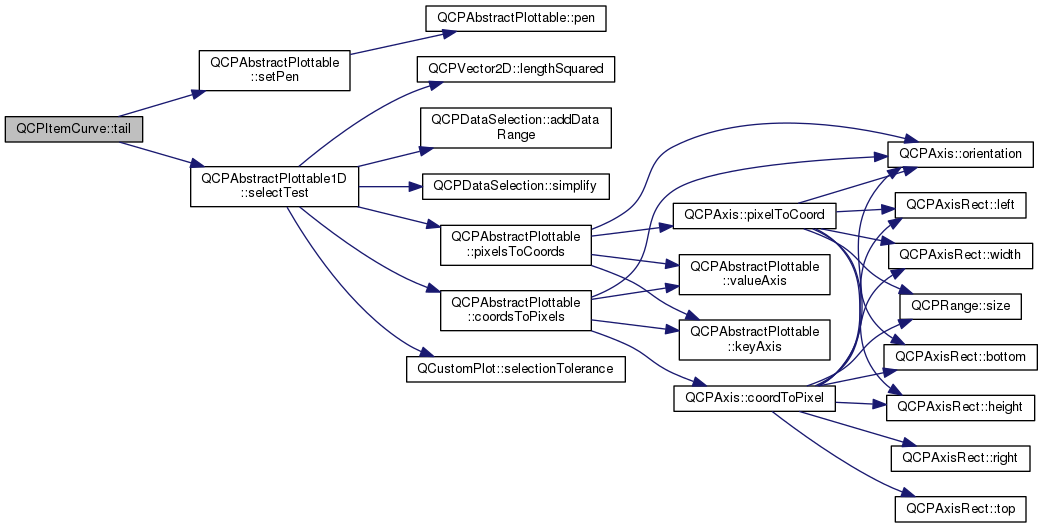 QCPItemCurve::tail
QCPAbstractPlottable
::setPen
QCPAbstractPlottable::pen
QCPAbstractPlottable1D
::selectTest
QCPVector2D::lengthSquared
QCPDataSelection::addData
Range
QCPDataSelection::simplify
QCPAbstractPlottable
::pixelsToCoords
QCPAbstractPlottable
::coordsToPixels
QCustomPlot::selectionTolerance
QCPAxis::pixelToCoord
QCPAbstractPlottable
::valueAxis
QCPAbstractPlottable
::keyAxis
QCPAxis::coordToPixel
QCPAxis::orientation
QCPAxisRect::left
QCPAxisRect::width
QCPRange::size
QCPAxisRect::bottom
QCPAxisRect::height
QCPAxisRect::right
QCPAxisRect::top